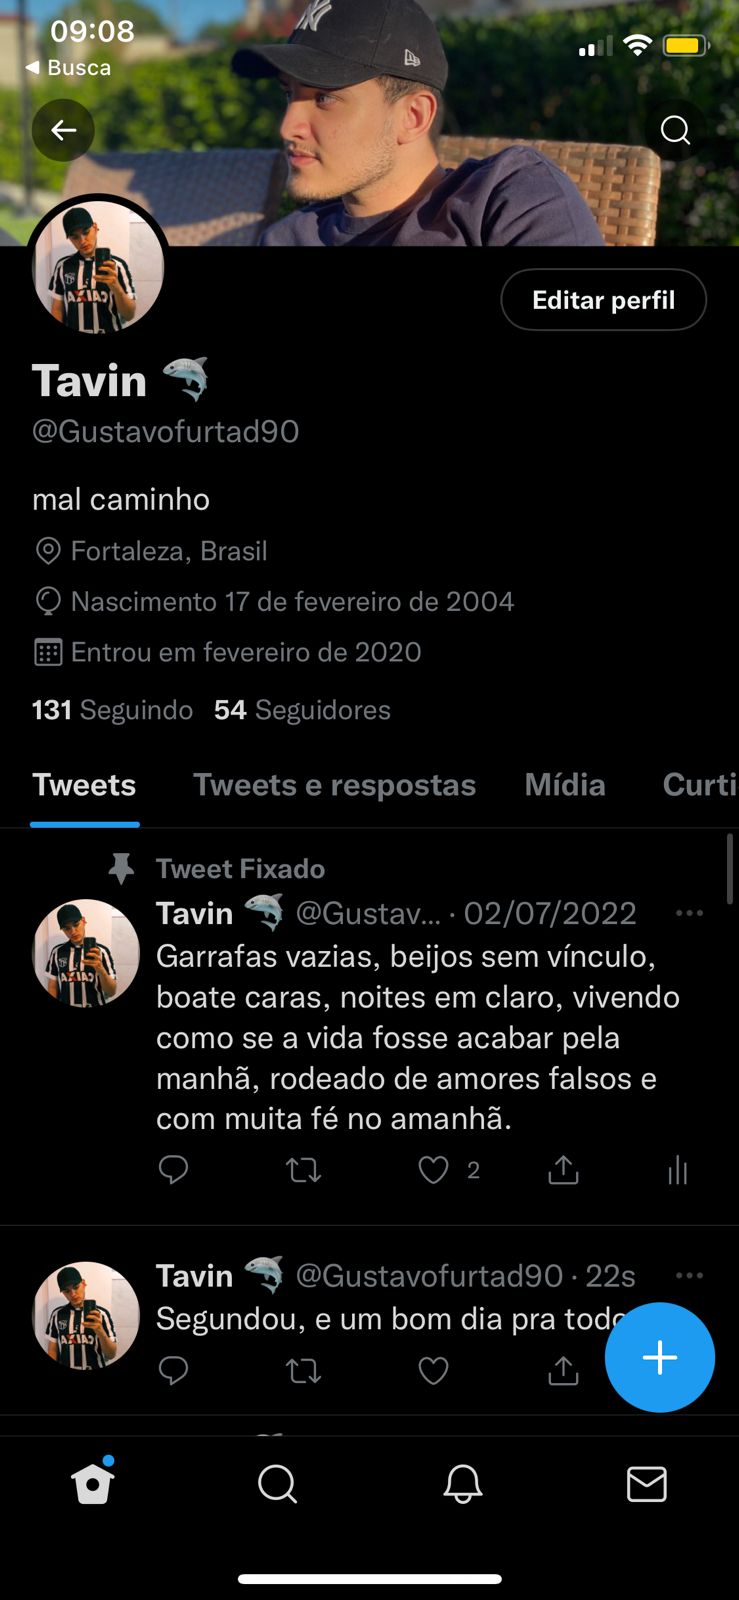 09:08
Busca
NY
Editar perfil
CAIXA
Tavin
@Gustavofurtad90
mal caminho
Fortaleza, Brasil
Nascimento 17 de fevereiro de 2004
Entrou em fevereiro de 2020
131 Seguindo 54 Seguidores
Tweets Tweets e respostas Mídia Curti
Tweet Fixado
Tavin @Gustav... · 02/07/2022
Garrafas vazias, beijos sem vínculo,
boate caras, noites em claro, vivendo
como se a vida fosse acabar pela
manhã, rodeado de amores falsos e
com muita fé no amanhã.
2
Tavin @Gustavofurtad90 · 22s
Segundou, e um bom dia pra todo